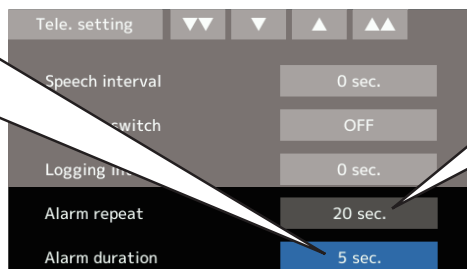 Tele. setting ▼▼ ▼ ▲ ▲▲
Speech interval 0 sec.
switch OFF
Logging 0 sec.
Alarm repeat 20 sec.
Alarm duration 5 sec.